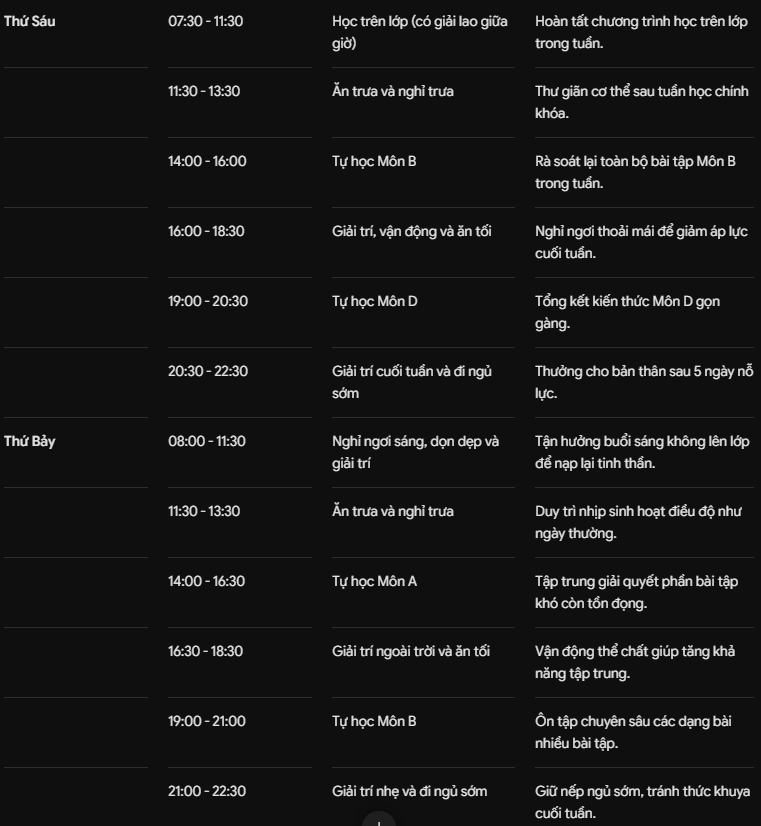 Thứ Sáu 07:30 - 11:30 Học trên lớp (có giải lao giữa Hoàn tất chương trình học trên lớp
giờ) trong tuần.
11:30 - 13:30 Ăn trưa và nghỉ trưa Thư giãn cơ thể sau tuần học chính
khóa.
14:00 - 16:00 Tự học Môn B Rà soát lại toàn bộ bài tập Môn B
trong tuần.
16:00 - 18:30 Giải trí, vận động và ăn tối Nghỉ ngơi thoải mái để giảm áp lực
cuối tuần.
19:00 - 20:30 Tự học Môn D Tổng kết kiến thức Môn D gọn
gàng.
20:30 - 22:30 Giải trí cuối tuần và đi ngủ Thưởng cho bản thân sau 5 ngày nỗ
sớm lực.
Thứ Bảy 08:00 - 11:30 Nghỉ ngơi sáng, dọn dẹp và Tận hưởng buổi sáng không lên lớp
giải trí để nạp lại tinh thần.
11:30 - 13:30 Ăn trưa và nghỉ trưa Duy trì nhịp sinh hoạt điều độ như
ngày thường.
14:00 - 16:30 Tự học Môn A Tập trung giải quyết phần bài tập
khó còn tồn đọng.
16:30 - 18:30 Giải trí ngoài trời và ăn tối Vận động thể chất giúp tăng khả
năng tập trung.
19:00 - 21:00 Tự học Môn B Ôn tập chuyên sâu các dạng bài
nhiều bài tập.
21:00 - 22:30 Giải trí nhẹ và đi ngủ sớm Giữ nếp ngủ sớm, tránh thức khuya
cuối tuần.